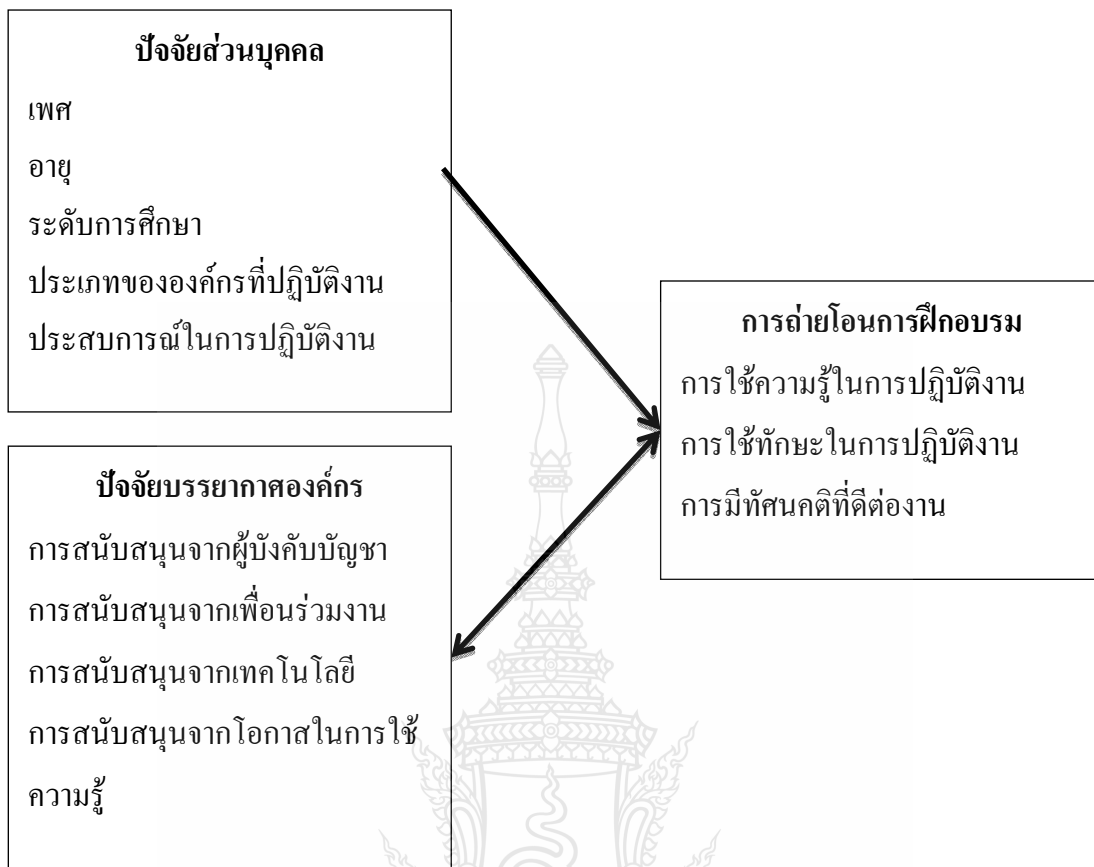 ปัจจัยส่วนบุคคล
เพศ
อายุ
ระดับการศึกษา
ประเภทขององค์กรที่ปฏิบัติงาน
ประสบการณ์ในการปฏิบัติงาน
การถ่ายโอนการฝึกอบรม
การใช้ความรู้ในการปฏิบัติงาน
การใช้ทักษะในการปฏิบัติงาน
การมีทัศนคติที่ดีต่องาน
ปัจจัยบรรยากาศองค์กร
การสนับสนุนจากผู้บังคับบัญชา
การสนับสนุนจากเพื่อนร่วมงาน
การสนับสนุนจากเทคโนโลยี
การสนับสนุนจากโอกาสในการใช้
ความรู้